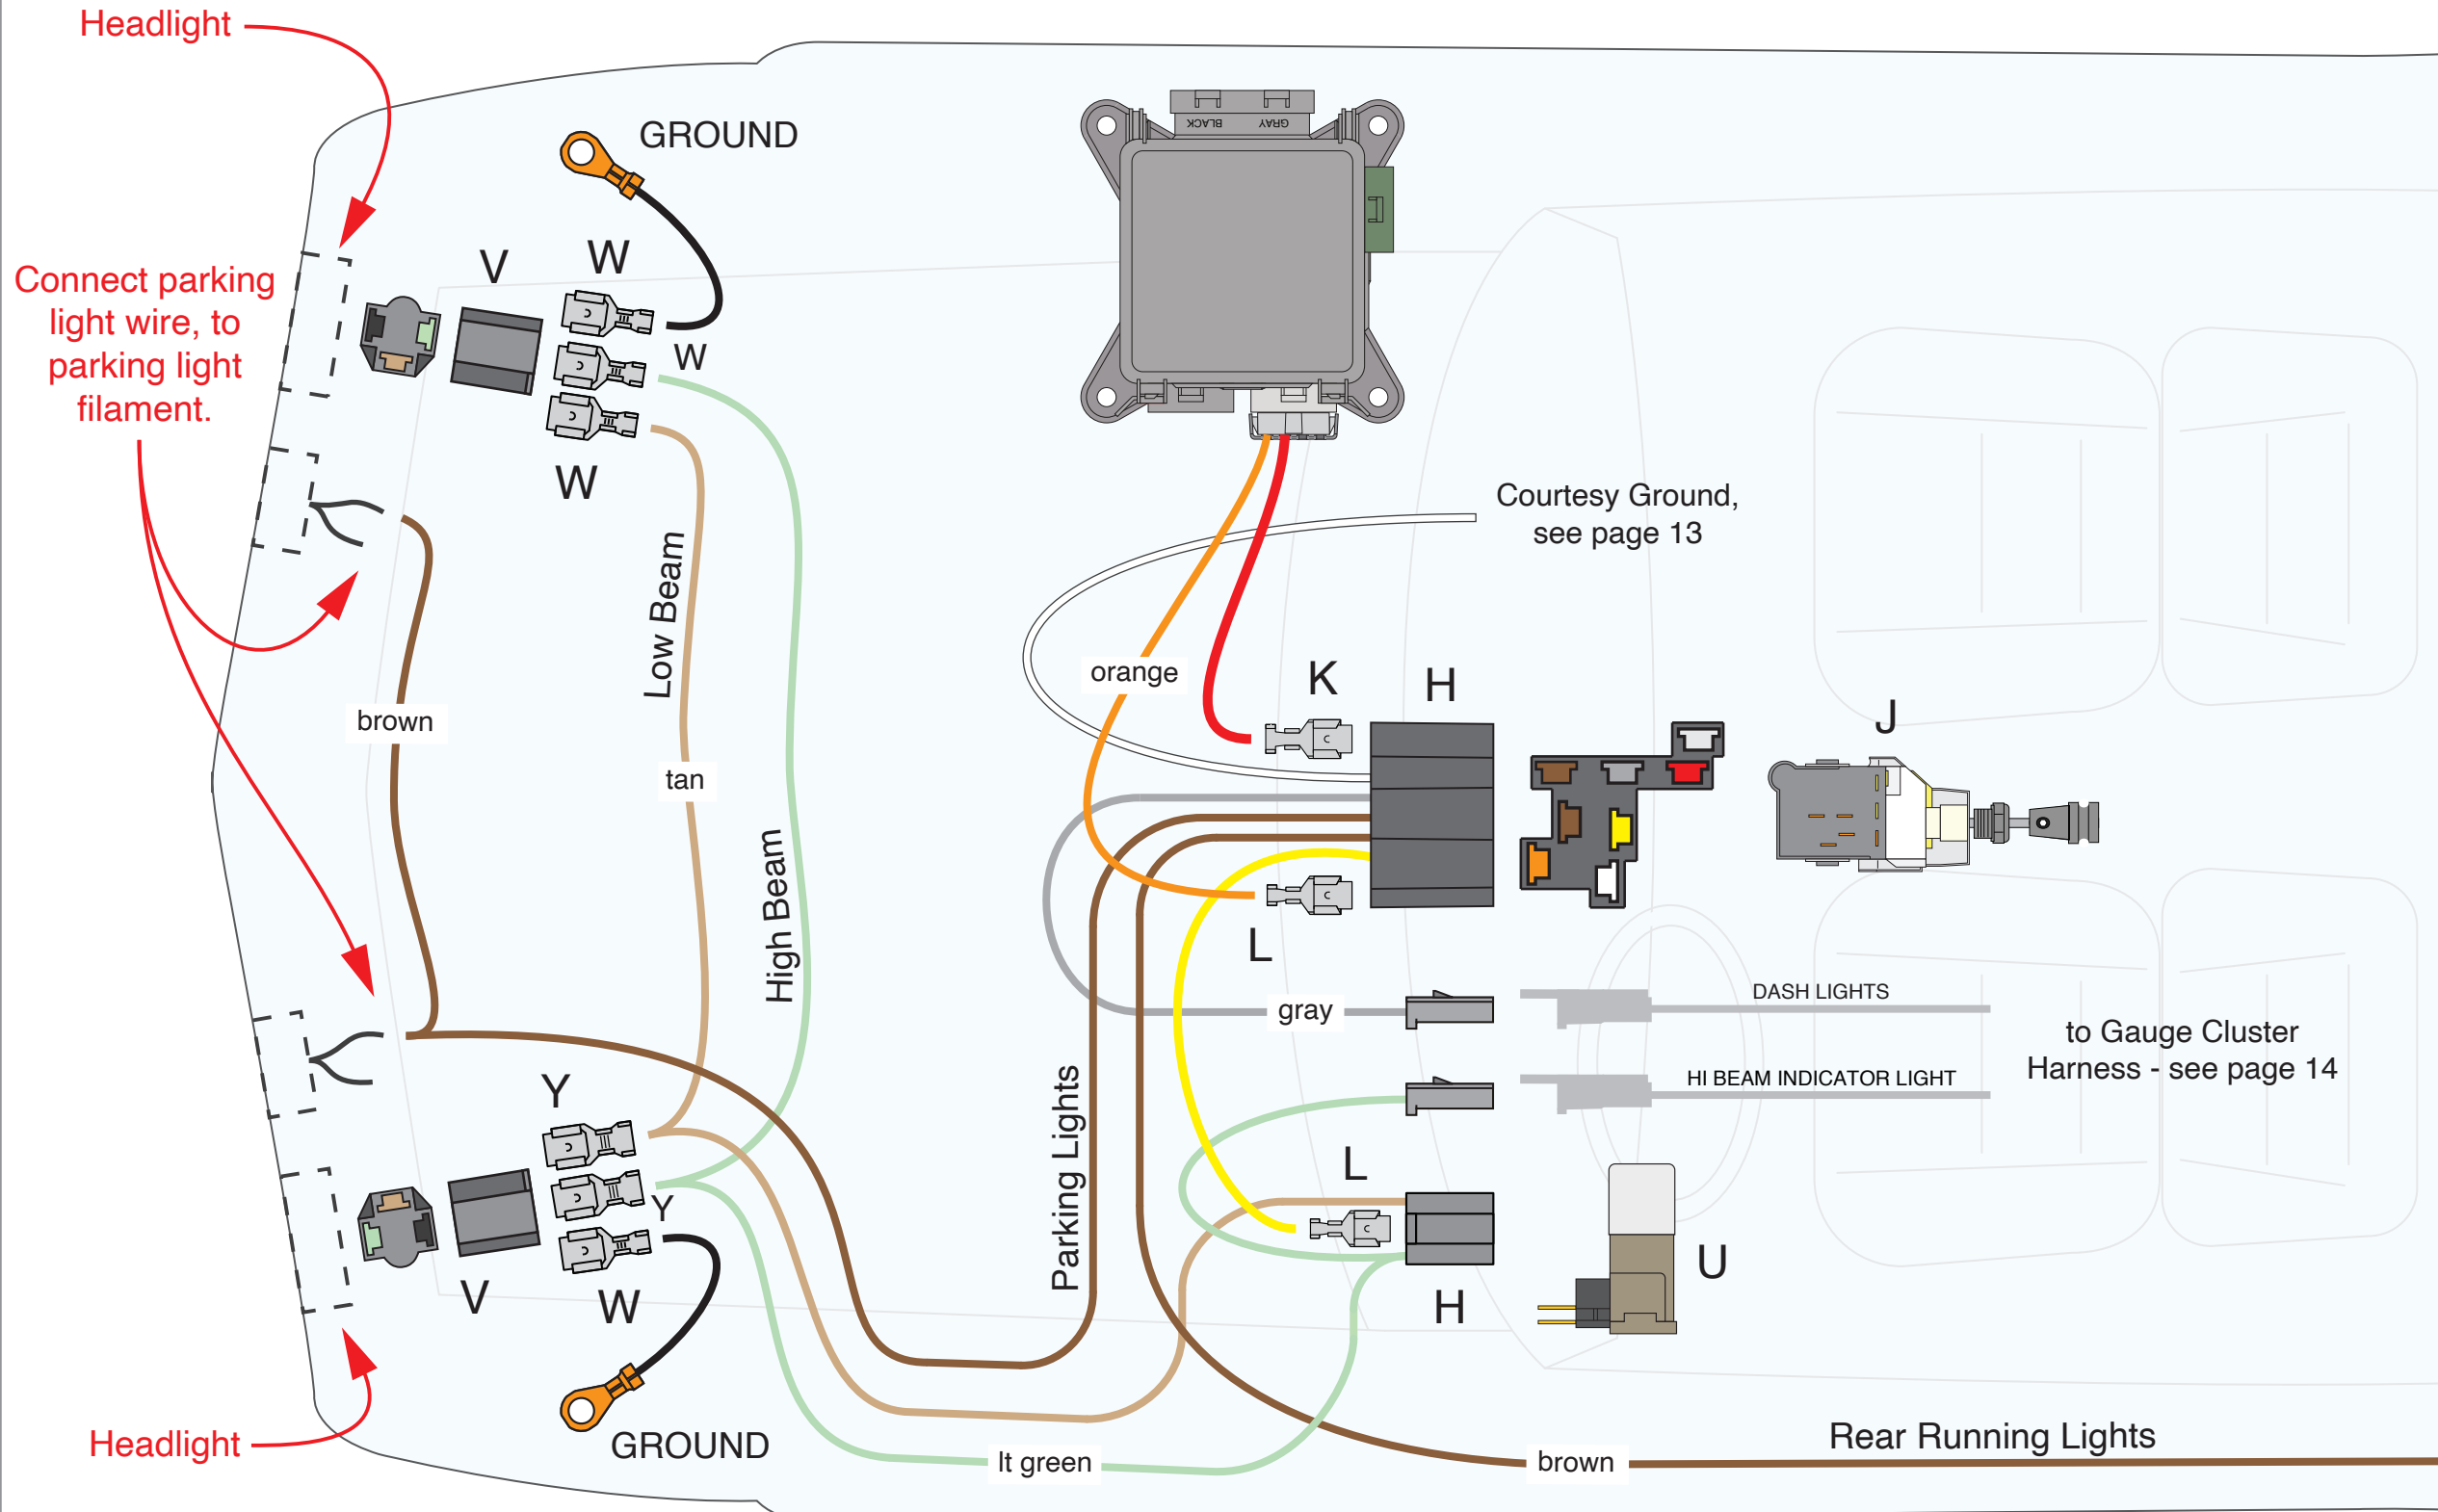 Headlight
GROUND
BLACK
GRAY
V
W
Connect parking
light wire, to
parking light
filament.
W
W
Courtesy Ground,
see page 13
Low Beam
orange
K
H
J
brown
tan
High Beam
L
DASH LIGHTS
gray
to Gauge Cluster
Harness - see page 14
HI BEAM INDICATOR LIGHT
Y
Parking Lights
L
Y
U
V
W
H
Headlight
GROUND
lt green
brown
Rear Running Lights